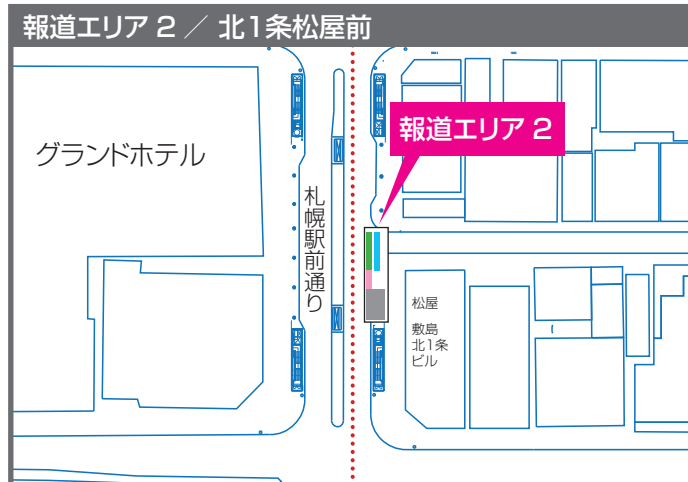 報道エリア 2 ／ 北1条松屋前
報道エリア 2
グランドホテル
札幌駅前通り
松屋
敷島
北1条
ビル